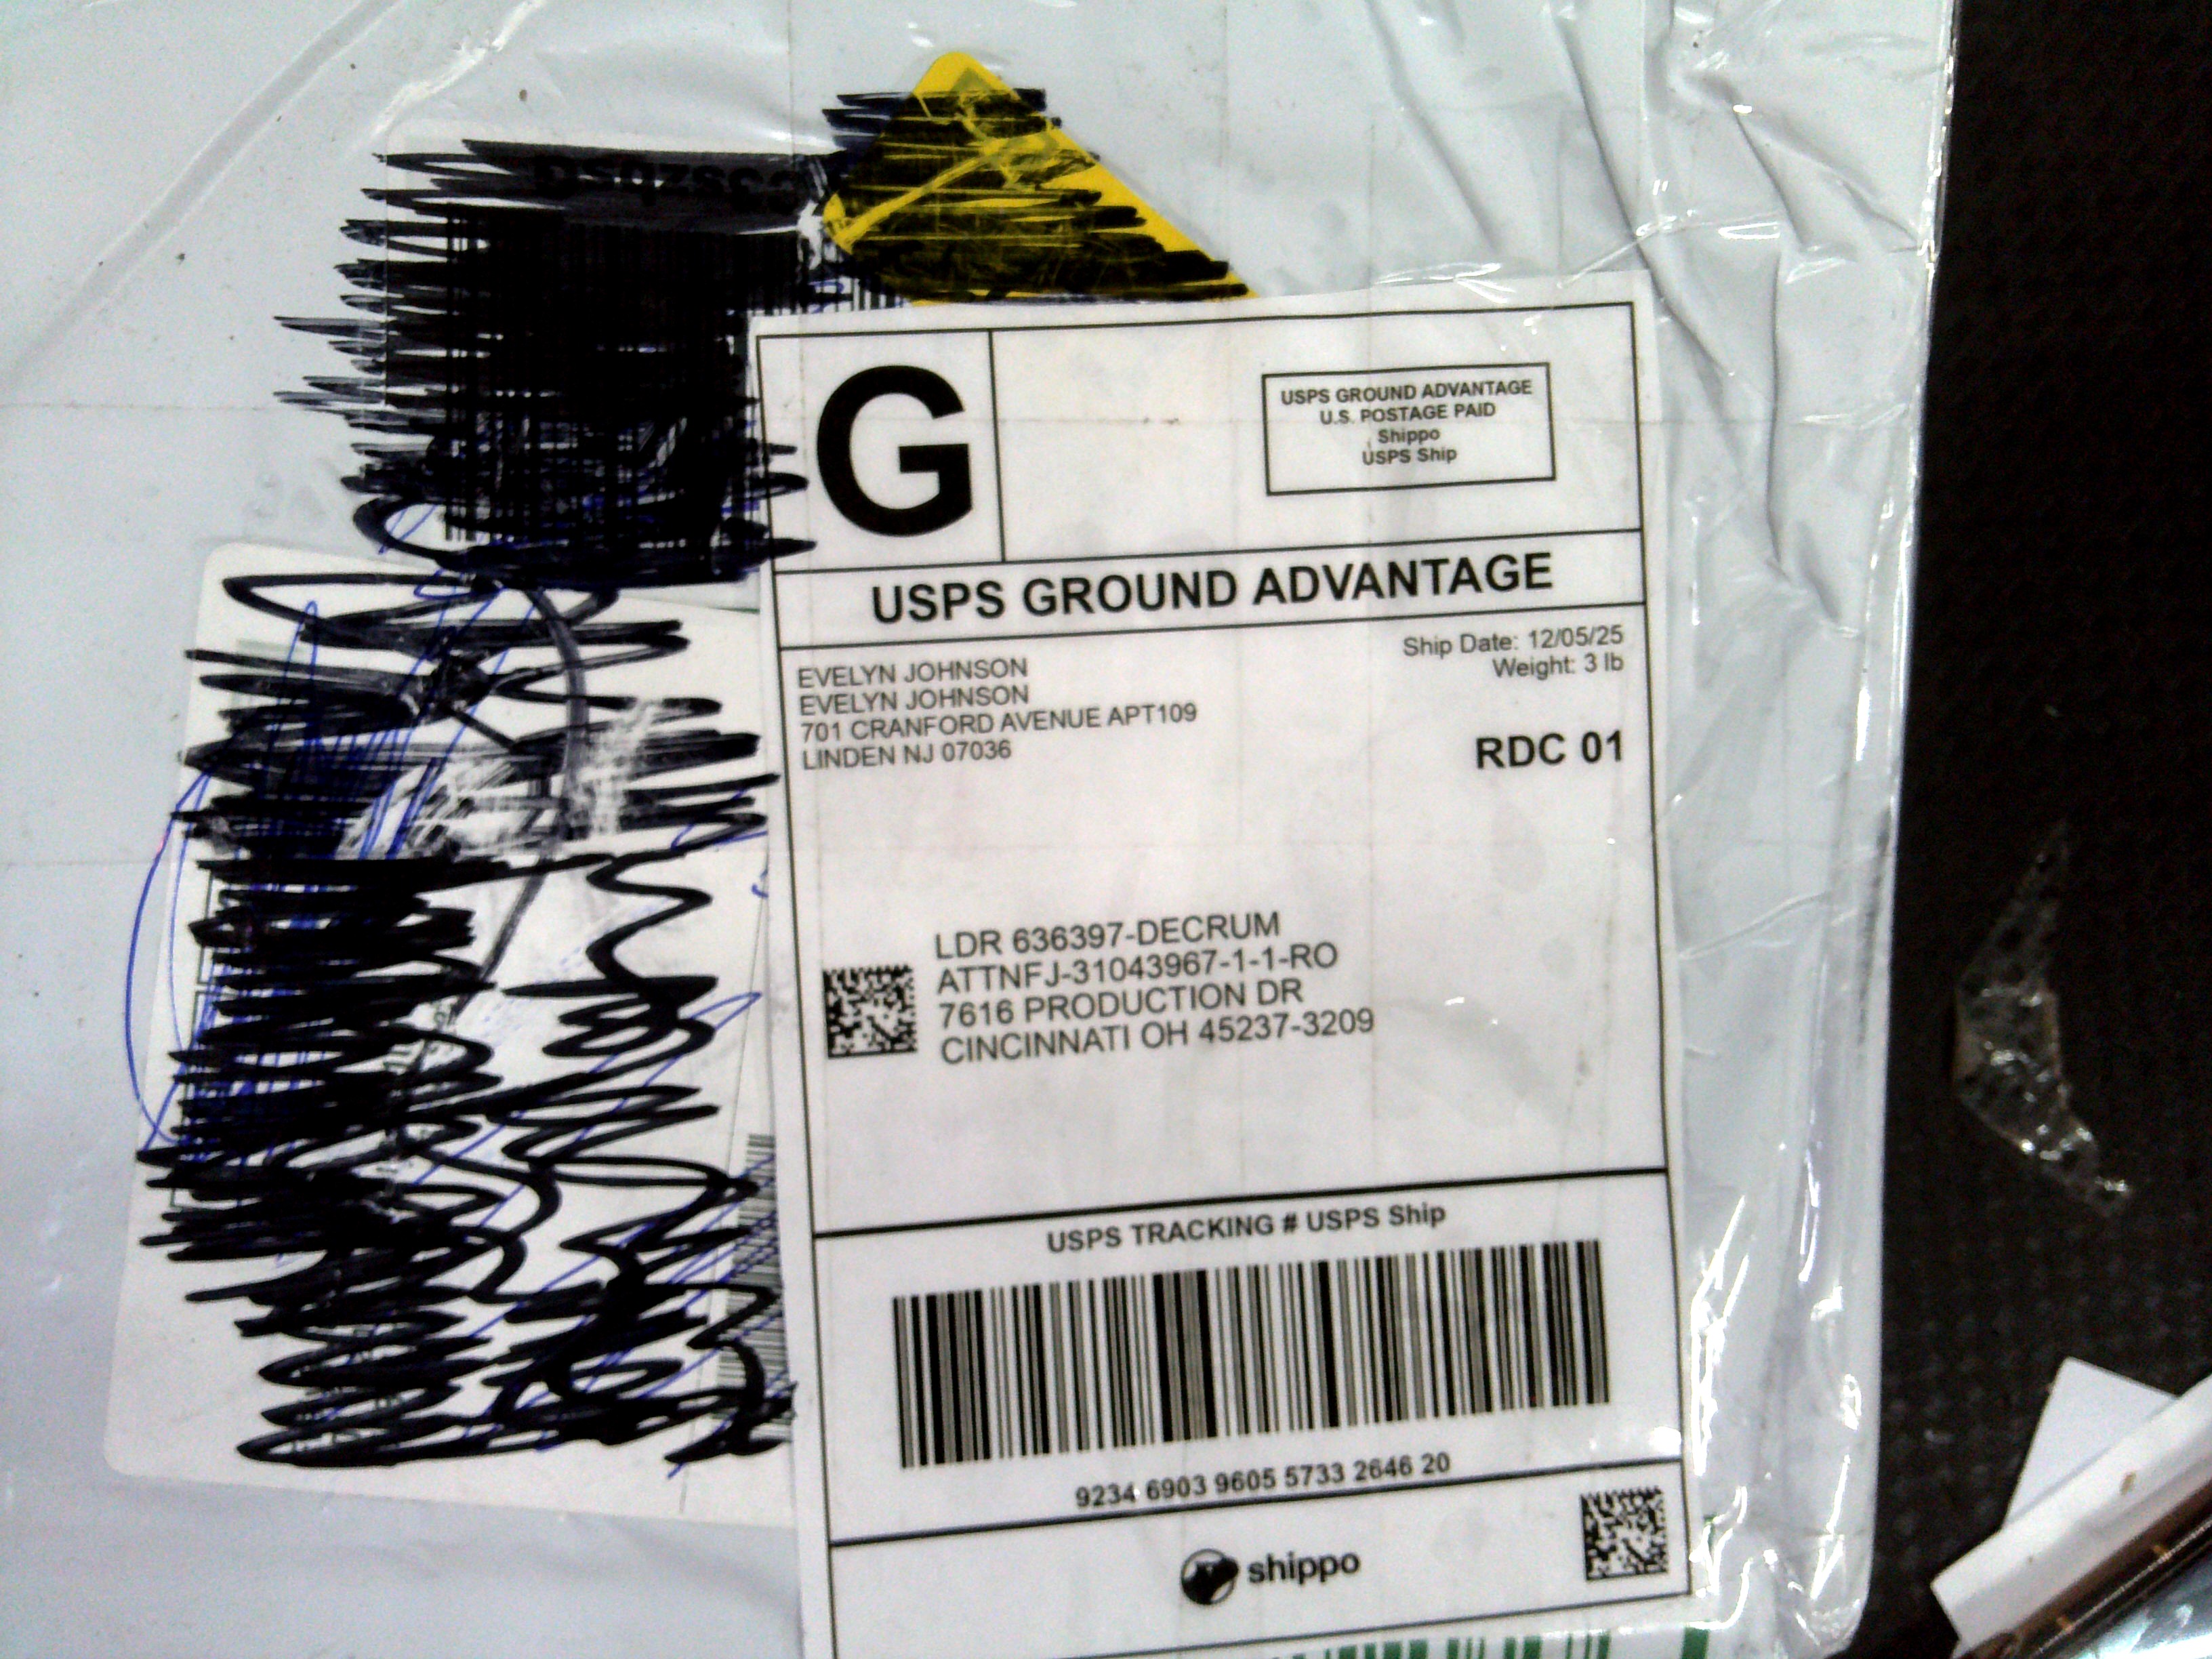 G
USPS GROUND ADVANTAGE
U.S. POSTAGE PAID
Shippo
USPS Ship
USPS GROUND ADVANTAGE
Ship Date: 12/05/25
Weight: 3 lb
EVELYN JOHNSON
EVELYN JOHNSON
701 CRANFORD AVENUE APT109
LINDEN NJ 07036
RDC 01
LDR 636397-DECRUM
ATTNFJ-31043967-1-1-RO
7616 PRODUCTION DR
CINCINNATI OH 45237-3209
USPS TRACKING # USPS Ship
9234 6903 9605 5733 2646 20
shippo